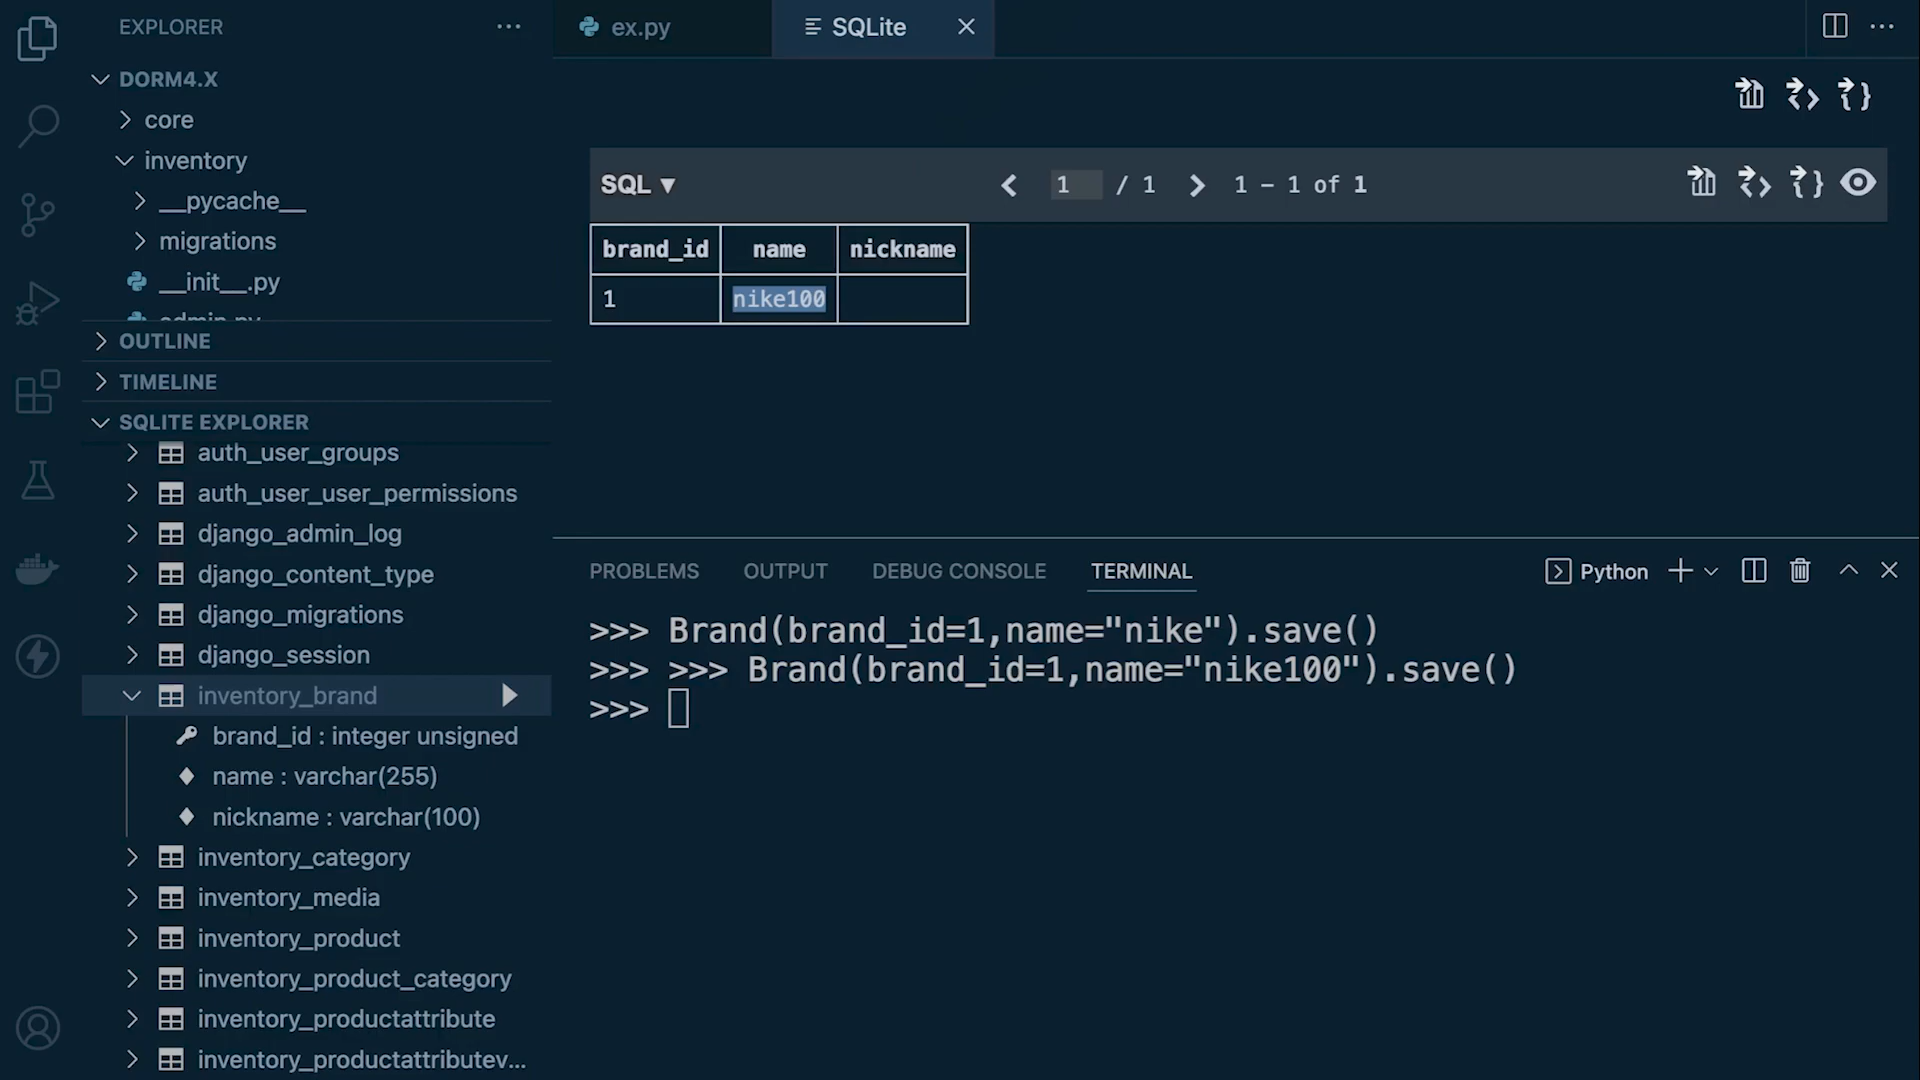 EXPLORER
DORM4.X
core
inventory
__pycache__
migrations
__init__.py
admin.py
OUTLINE
TIMELINE
SQLITE EXPLORER
auth_user_groups
auth_user_user_permissions
django_admin_log
django_content_type
django_migrations
django_session
inventory_brand
brand_id : integer unsigned
name : varchar(255)
nickname : varchar(100)
inventory_category
inventory_media
inventory_product
inventory_product_category
inventory_productattribute
inventory_productattributev...
ex.py
SQLite
SQL ▼
1 / 1
1 - 1 of 1
brand_id name nickname
1 nike100
PROBLEMS OUTPUT DEBUG CONSOLE TERMINAL
Python
>>> Brand(brand_id=1,name="nike").save()
>>> >>> Brand(brand_id=1,name="nike100").save()
>>>